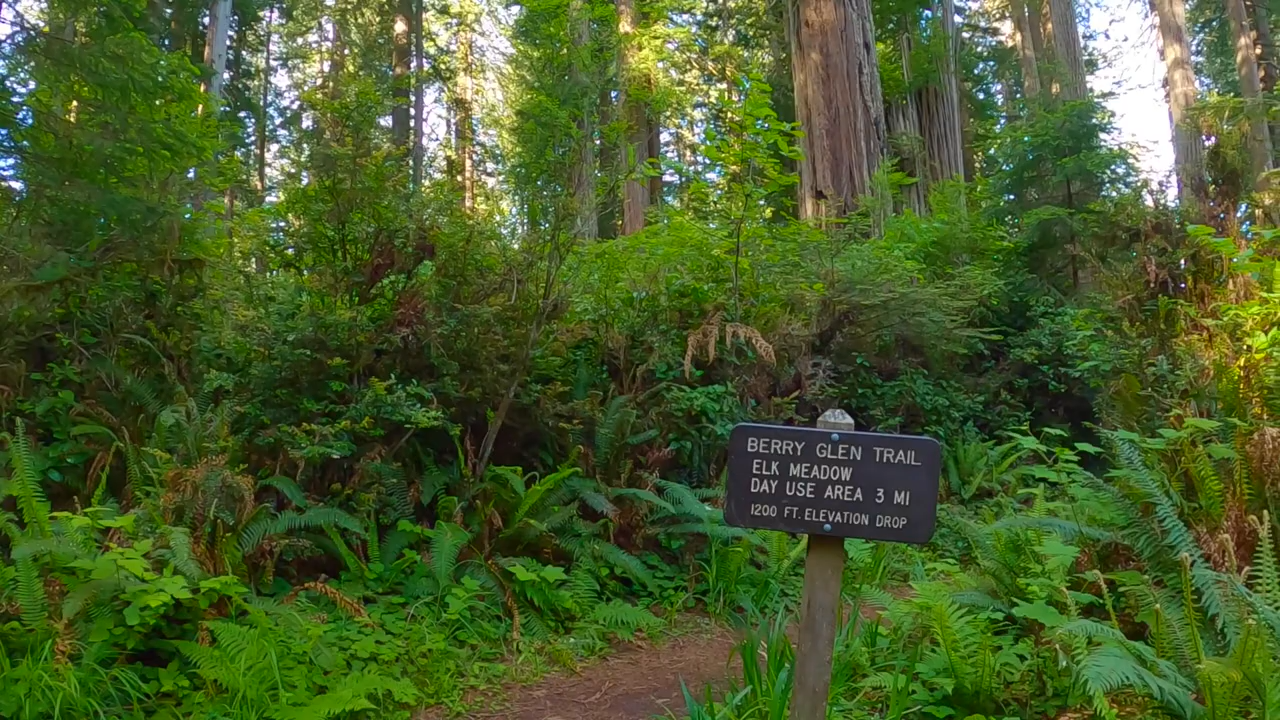 BERRY GLEN TRAIL
ELK MEADOW
DAY USE AREA 3 MI
1200 FT. ELEVATION DROP